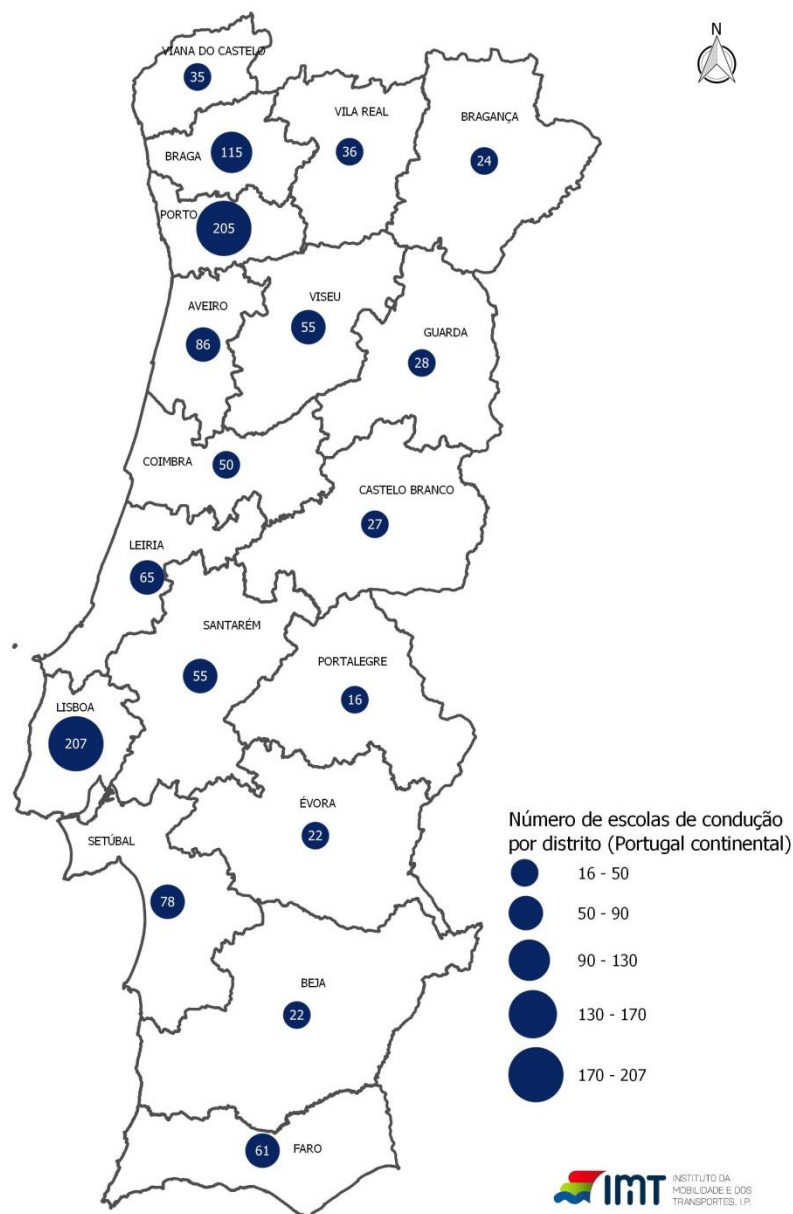 N
VIANA DO CASTELO
35
VILA REAL
36
BRAGANÇA
24
BRAGA
115
PORTO
205
AVEIRO
86
VISEU
55
GUARDA
28
COIMBRA
50
CASTELO BRANCO
27
LEIRIA
65
SANTARÉM
55
PORTALEGRE
16
LISBOA
207
ÉVORA
22
SETÚBAL
78
BEJA
22
FARO
61
Número de escolas de condução
por distrito (Portugal continental)
16 - 50
50 - 90
90 - 130
130 - 170
170 - 207
IMT
INSTITUTO DA
MOBILIDADE E DOS
TRANSPORTES, I.P.